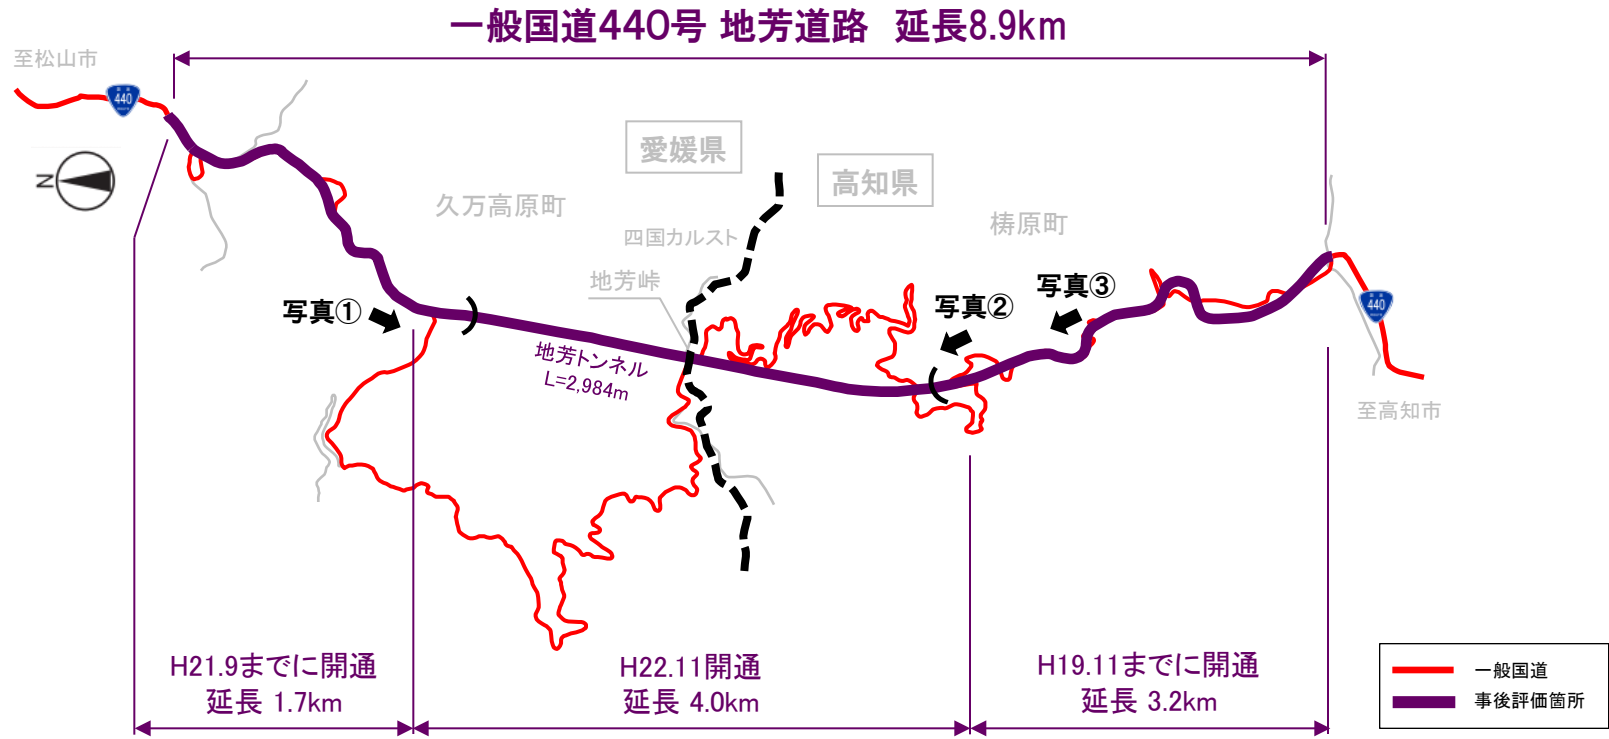 一般国道440号 地芳道路　延長8.9km
至松山市
440
N
愛媛県
高知県
久万高原町
四国カルスト
地芳峠
梼原町
写真①
写真②
写真③
440
地芳トンネル
L=2,984m
至高知市
H21.9までに開通
延長 1.7km
H22.11開通
延長 4.0km
H19.11までに開通
延長 3.2km
一般国道
事後評価箇所